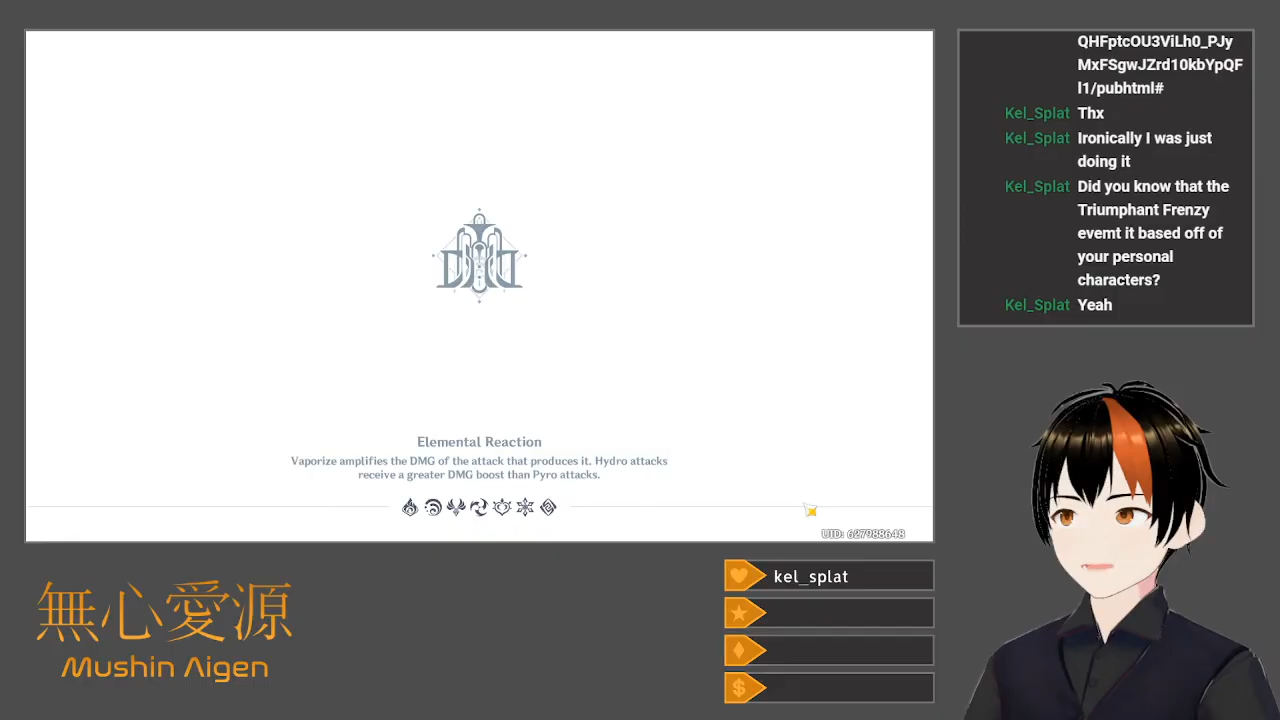 QHFptcOU3ViLh0_PJy
MxFSgwJZrd10kbYpQF
l1/pubhtml#
Kel_Splat Thx
Kel_Splat Ironically I was just
doing it
Kel_Splat Did you know that the
Triumphant Frenzy
evemt it based off of
your personal
characters?
Kel_Splat Yeah
Elemental Reaction
Vaporize amplifies the DMG of the attack that produces it. Hydro attacks
receive a greater DMG boost than Pyro attacks.
UID: 627988648
kel_splat
無心愛源
Mushin Aigen